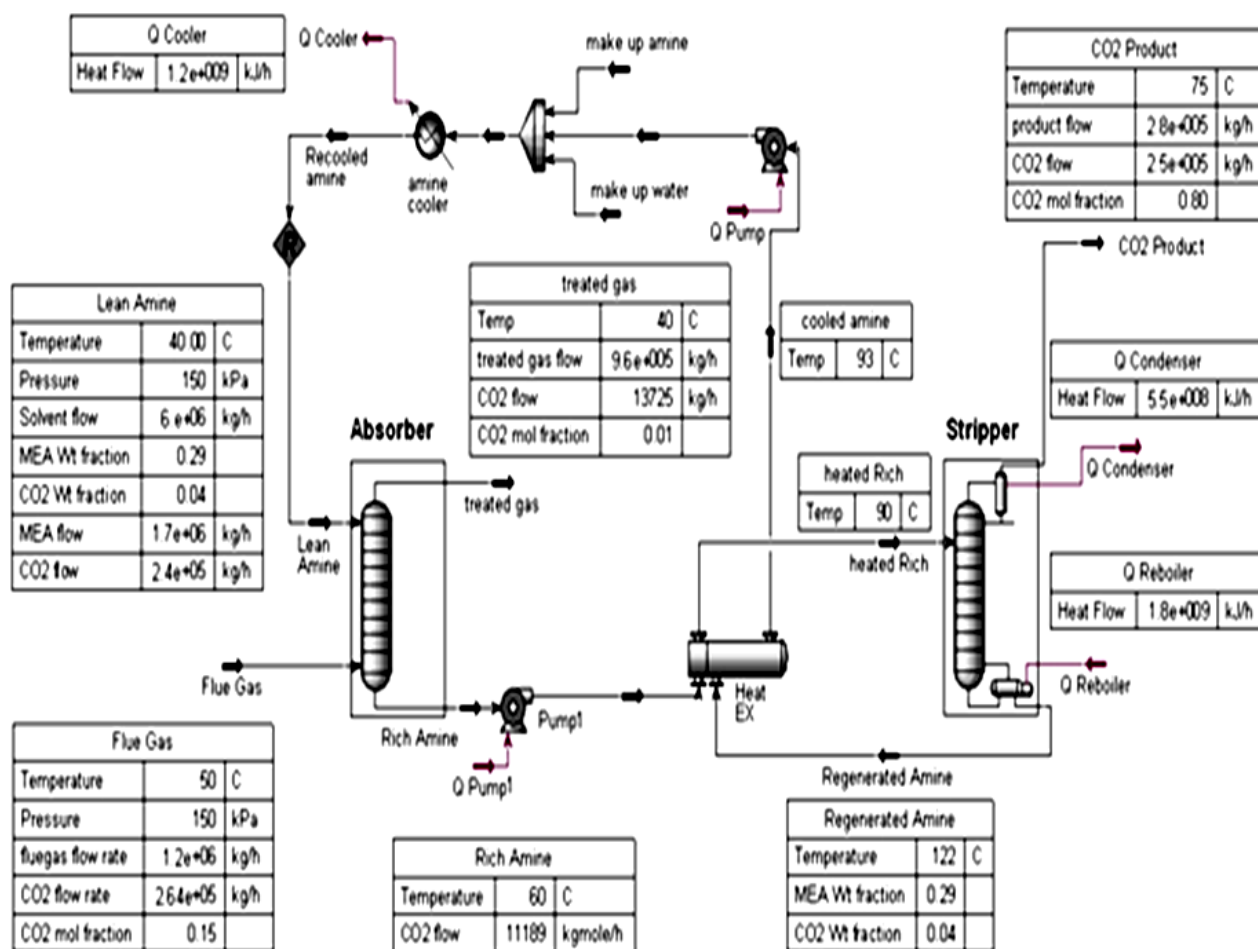 Q Cooler
Heat Flow 1.2e+009 kJ/h
Q Cooler
make up amine
Recooled amine
amine cooler
make up water
Q Pump
CO2 Product
Temperature 75 C
product flow 2.8e+005 kg/h
CO2 flow 2.5e+005 kg/h
CO2 mol fraction 0.80
CO2 Product
R
Lean Amine
Temperature 40.00 C
Pressure 150 kPa
Solvent flow 6 e+06 kg/h
MEA Wt fraction 0.29
CO2 Wt fraction 0.04
MEA flow 1.7e+06 kg/h
CO2 flow 2.4e+05 kg/h
treated gas
Temp 40 C
treated gas flow 9.6e+005 kg/h
CO2 flow 13725 kg/h
CO2 mol fraction 0.01
cooled amine
Temp 93 C
Q Condenser
Heat Flow 5.5e+008 kJ/h
Q Condenser
Absorber
treated gas
Lean Amine
Stripper
heated Rich
Temp 90 C
heated Rich
Q Reboiler
Heat Flow 1.8e+009 kJ/h
Q Reboiler
Flue Gas
Rich Amine
Pump1
Q Pump1
Heat EX
Regenerated Amine
Flue Gas
Temperature 50 C
Pressure 150 kPa
fluegas flow rate 1.2e+06 kg/h
CO2 flow rate 2.64e+05 kg/h
CO2 mol fraction 0.15
Rich Amine
Temperature 60 C
CO2 flow 11189 kgmole/h
Regenerated Amine
Temperature 122 C
MEA Wt fraction 0.29
CO2 Wt fraction 0.04